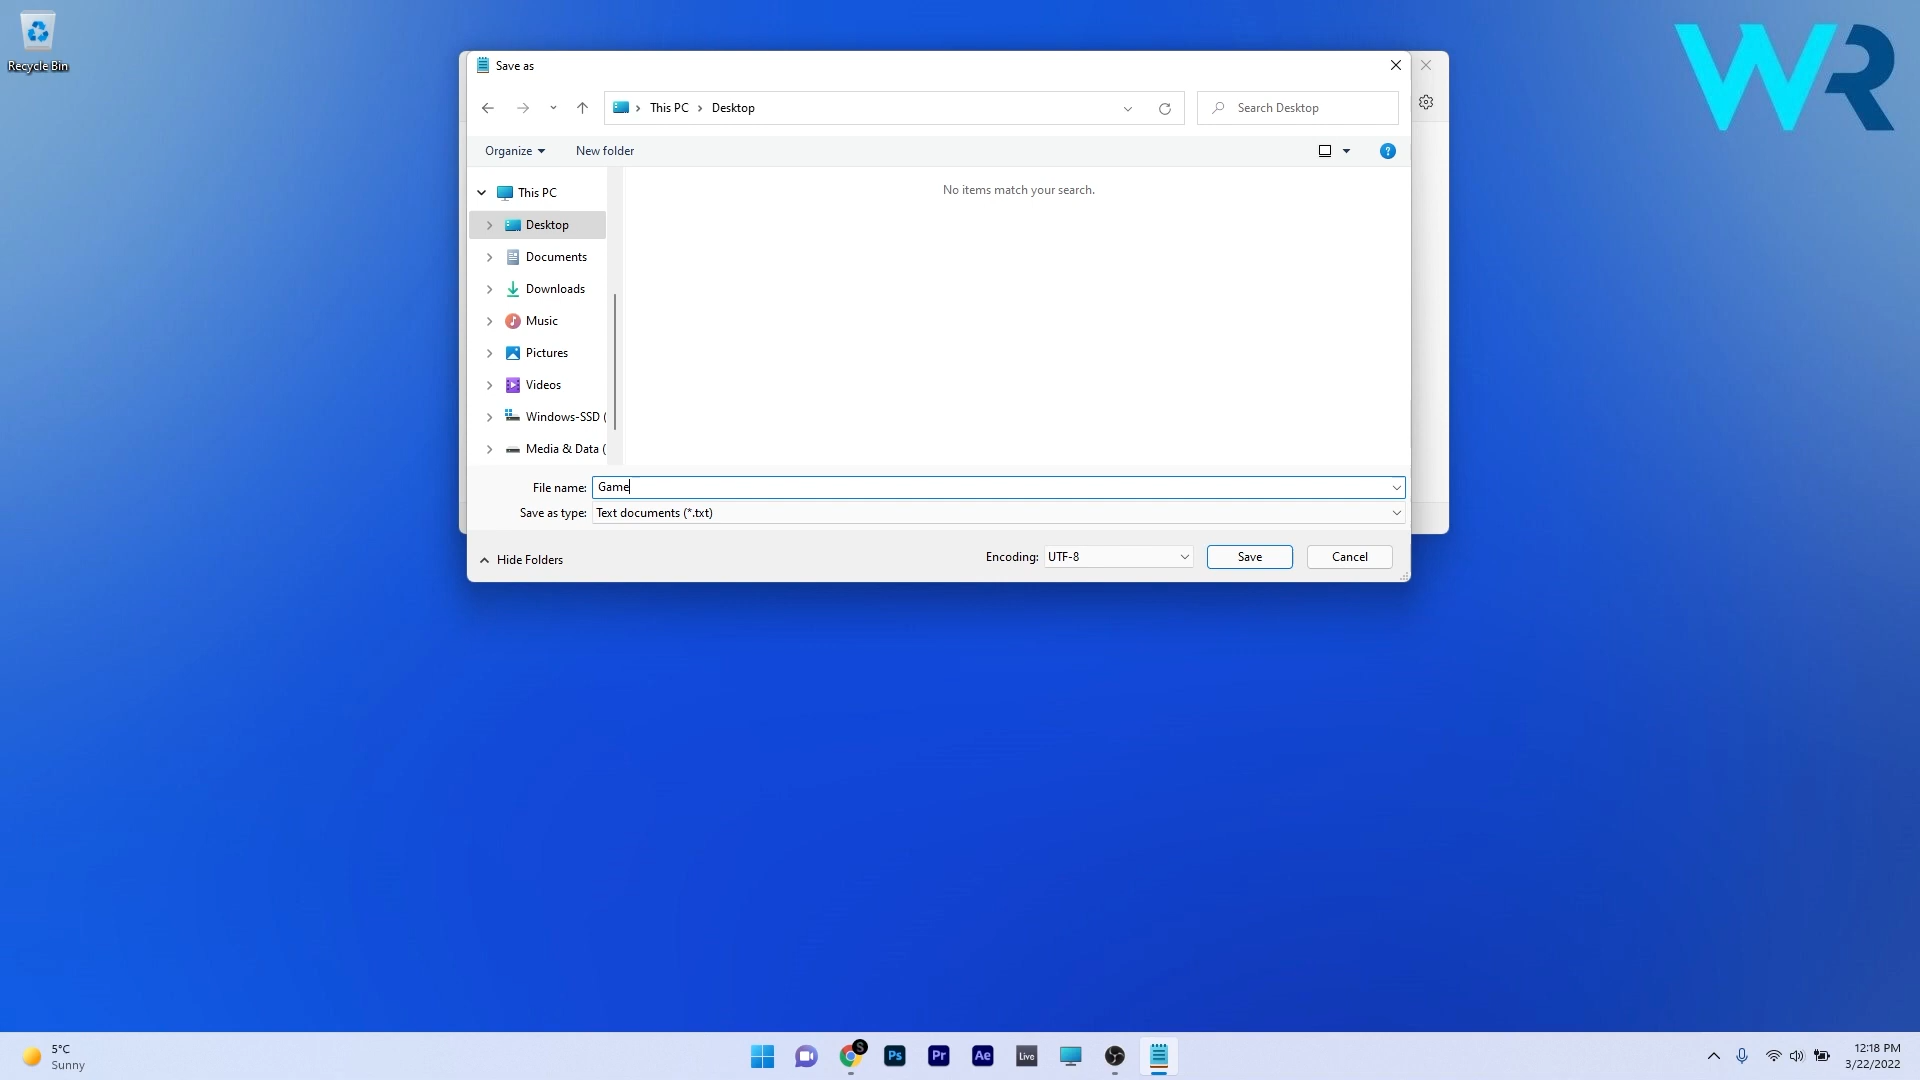 Recycle Bin
WR
Save as
This PC
Desktop
Search Desktop
Organize
New folder
?
This PC
No items match your search.
Desktop
Documents
Downloads
Music
Pictures
Videos
Windows-SSD (
Media & Data (
File name: Game
Save as type: Text documents (*.txt)
Hide Folders
Encoding: UTF-8
Save
Cancel
5°C
Sunny
S
Ps
Pr
Ae
Live
12:18 PM
3/22/2022